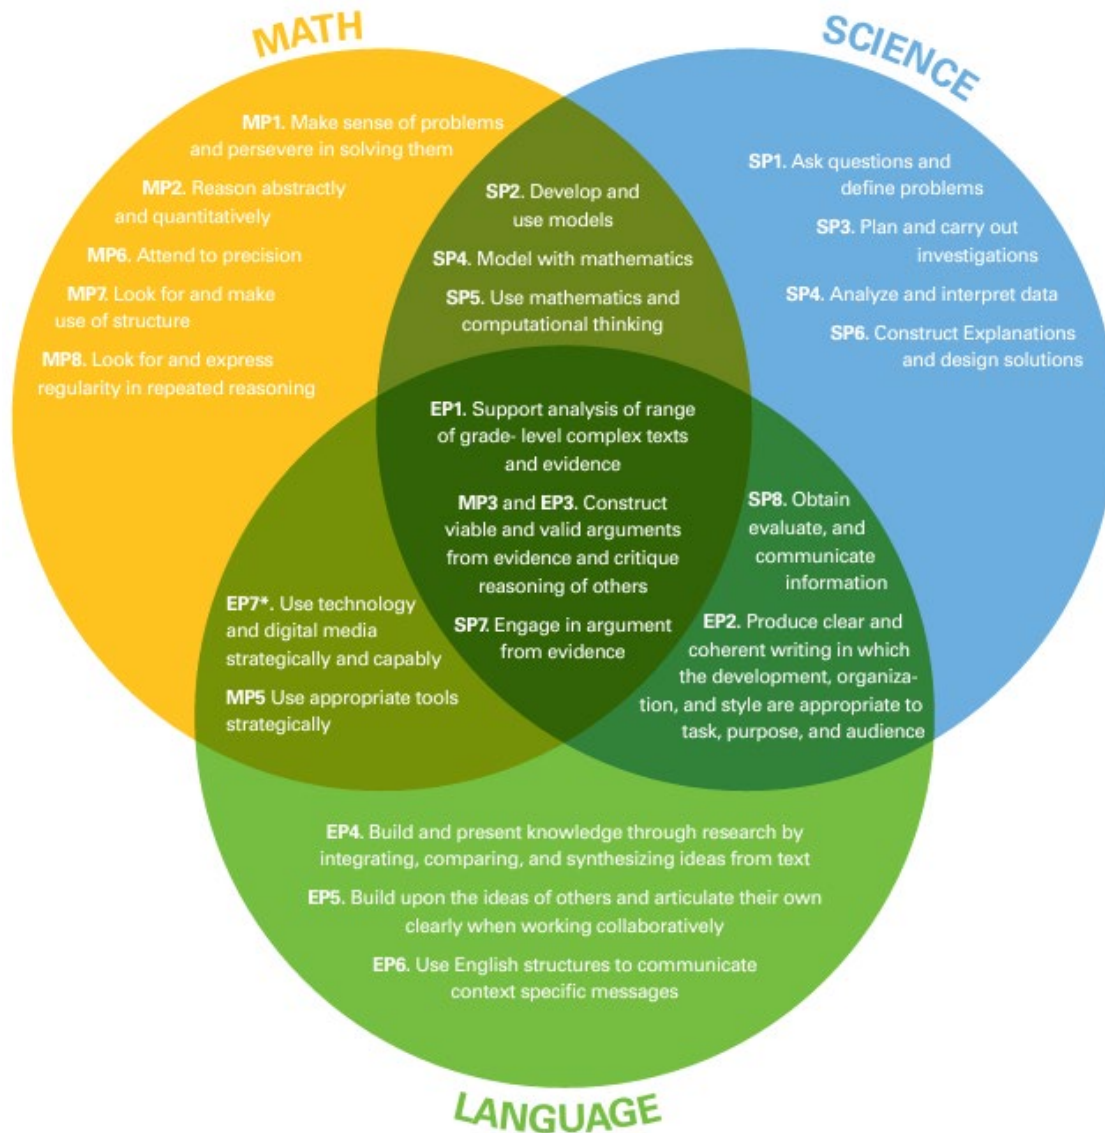 MATH
SCIENCE
MP1. Make sense of problems
and persevere in solving them
MP2. Reason abstractly
and quantitatively
MP6. Attend to precision
MP7. Look for and make
use of structure
MP8. Look for and express
regularity in repeated reasoning
SP2. Develop and
use models
SP4. Model with mathematics
SP5. Use mathematics and
computational thinking
SP1. Ask questions and
define problems
SP3. Plan and carry out
investigations
SP4. Analyze and interpret data
SP6. Construct Explanations
and design solutions
EP1. Support analysis of range
of grade- level complex texts
and evidence
MP3 and EP3. Construct
viable and valid arguments
from evidence and critique
reasoning of others
SP7. Engage in argument
from evidence
EP7*. Use technology
and digital media
strategically and capably
MP5 Use appropriate tools
strategically
SP8. Obtain
evaluate, and
communicate
information
EP2. Produce clear and
coherent writing in which
the development, organiza-
tion, and style are appropriate to
task, purpose, and audience
EP4. Build and present knowledge through research by
integrating, comparing, and synthesizing ideas from text
EP5. Build upon the ideas of others and articulate their own
clearly when working collaboratively
EP6. Use English structures to communicate
context specific messages
LANGUAGE